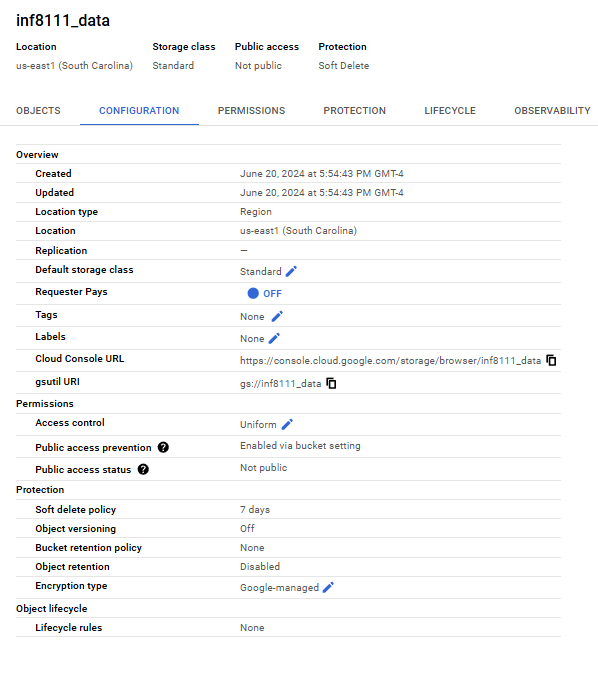 inf8111_data
Location Storage class Public access Protection
us-east1 (South Carolina) Standard Not public Soft Delete
OBJECTS CONFIGURATION PERMISSIONS PROTECTION LIFECYCLE OBSERVABILITY
Overview
Created June 20, 2024 at 5:54:43 PM GMT-4
Updated June 20, 2024 at 5:54:43 PM GMT-4
Location type Region
Location us-east1 (South Carolina)
Replication —
Default storage class Standard
Requester Pays OFF
Tags None
Labels None
Cloud Console URL https://console.cloud.google.com/storage/browser/inf8111_data
gsutil URI gs://inf8111_data
Permissions
Access control Uniform
Public access prevention ? Enabled via bucket setting
Public access status ? Not public
Protection
Soft delete policy 7 days
Object versioning Off
Bucket retention policy None
Object retention Disabled
Encryption type Google-managed
Object lifecycle
Lifecycle rules None